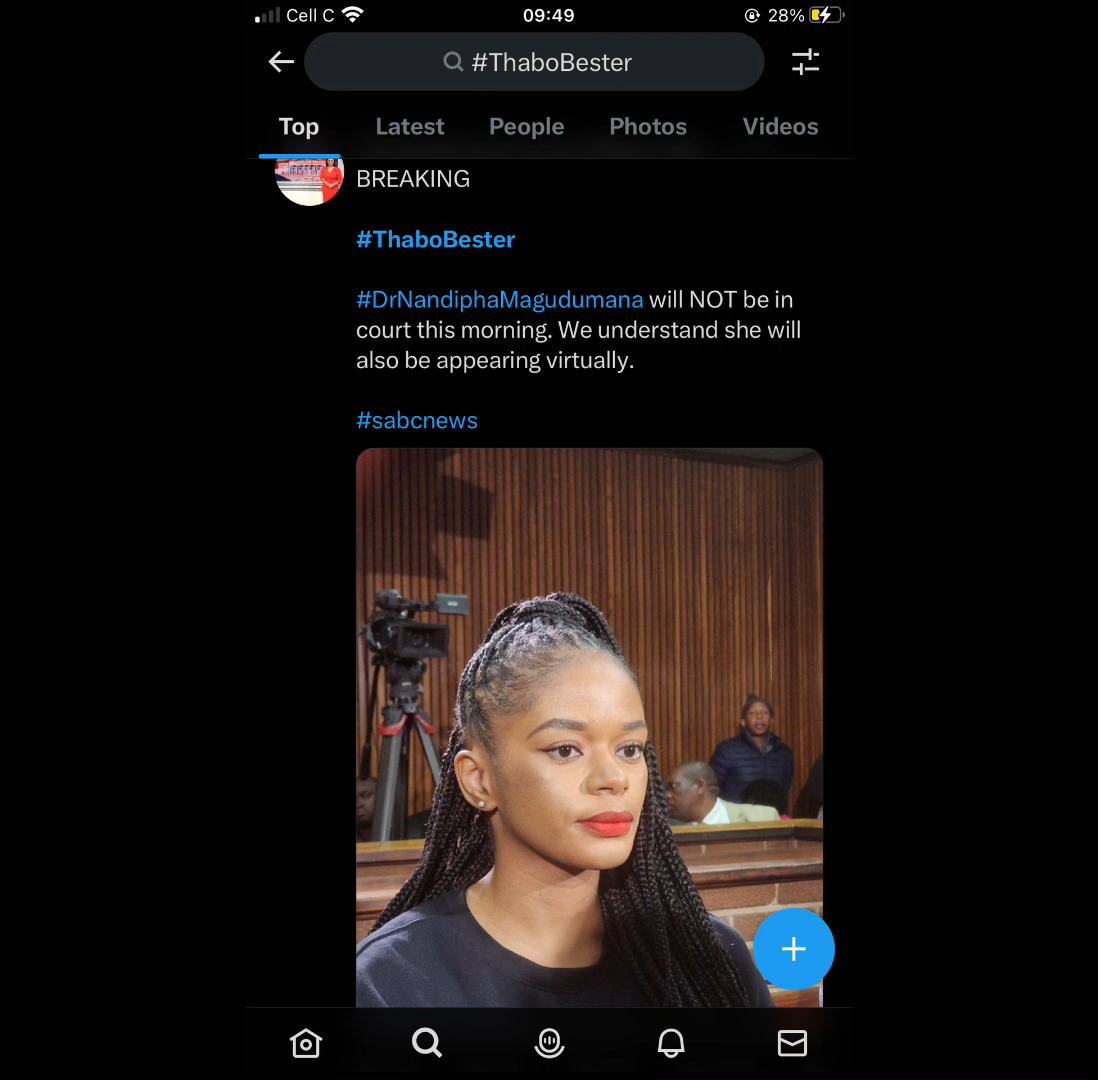 Cell C 09:49 28%
#ThaboBester
Top Latest People Photos Videos
BREAKING
#ThaboBester
#DrNandiphaMagudumana will NOT be in
court this morning. We understand she will
also be appearing virtually.
#sabcnews